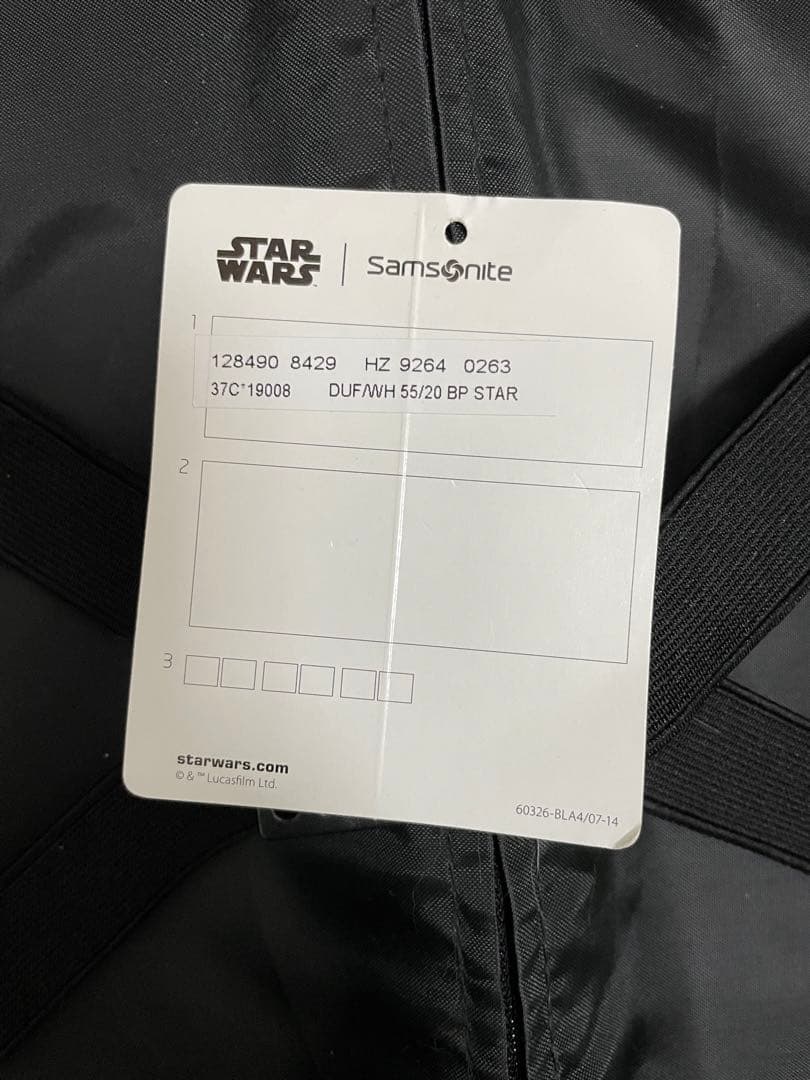 STAR WARS™ | Samsonite
1
128490 8429 HZ 9264 0263
37C*19008 DUF/WH 55/20 BP STAR
2
3
starwars.com
© & ™ Lucasfilm Ltd.
60326-BLA4/07-14